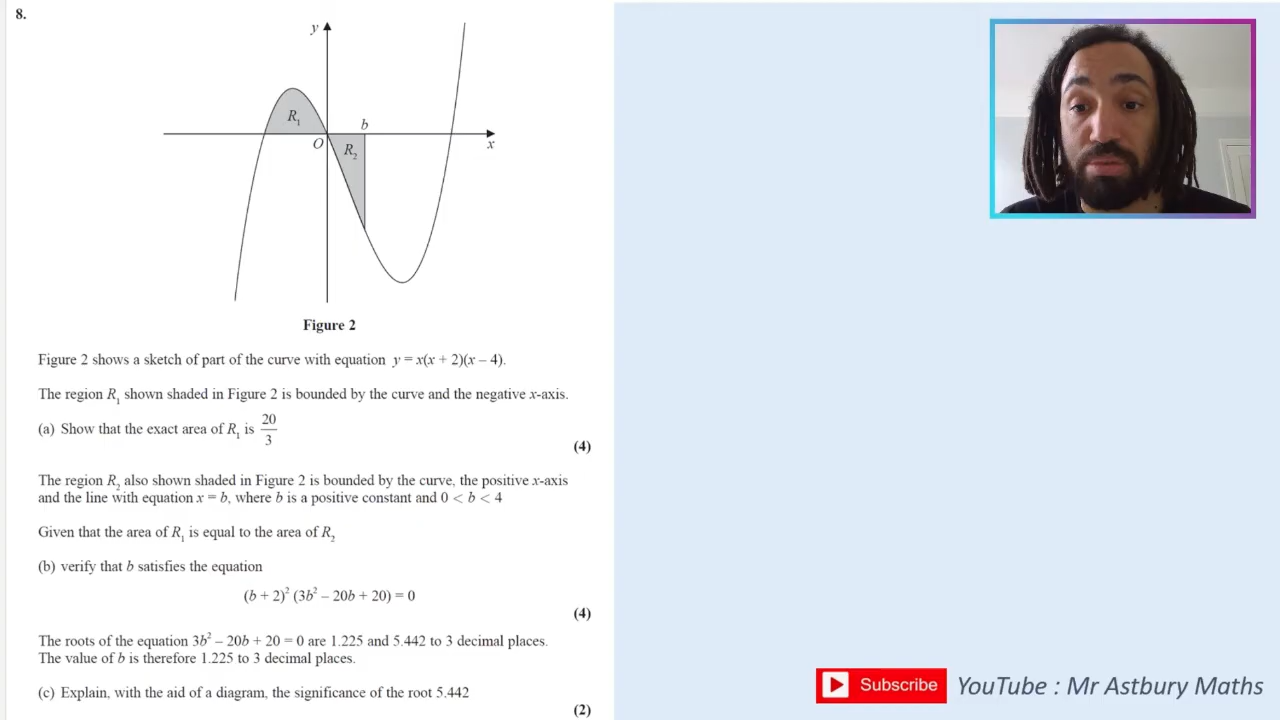 8.
y
R₁
b
O
R₂
x
Figure 2
Figure 2 shows a sketch of part of the curve with equation y = x(x + 2)(x – 4).
The region R₁ shown shaded in Figure 2 is bounded by the curve and the negative x-axis.
(a) Show that the exact area of R₁ is 20/3
(4)
The region R₂ also shown shaded in Figure 2 is bounded by the curve, the positive x-axis
and the line with equation x = b, where b is a positive constant and 0 < b < 4
Given that the area of R₁ is equal to the area of R₂
(b) verify that b satisfies the equation
(b + 2)² (3b² – 20b + 20) = 0
(4)
The roots of the equation 3b² – 20b + 20 = 0 are 1.225 and 5.442 to 3 decimal places.
The value of b is therefore 1.225 to 3 decimal places.
(c) Explain, with the aid of a diagram, the significance of the root 5.442
(2)
Subscribe
YouTube : Mr Astbury Maths